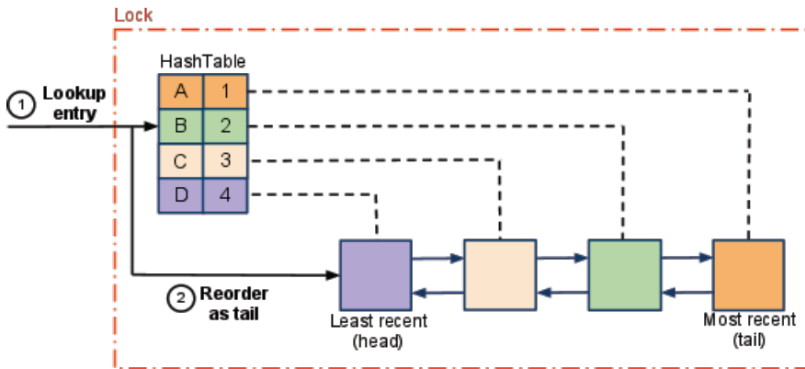 Lock
HashTable
1 Lookup
entry
A 1
B 2
C 3
D 4
2 Reorder
as tail
Least recent
(head)
Most recent
(tail)